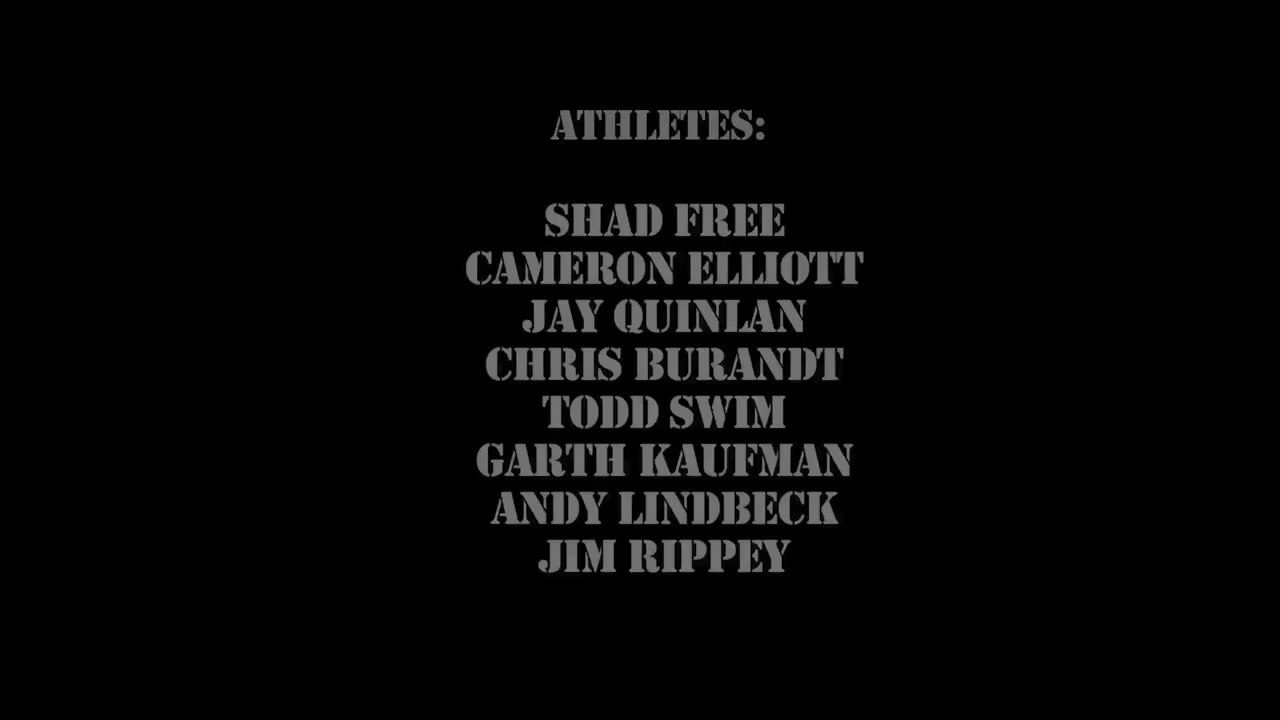 ATHLETES:
SHAD FREE
CAMERON ELLIOTT
JAY QUINLAN
CHRIS BURANDT
TODD SWIM
GARTH KAUFMAN
ANDY LINDBECK
JIM RIPPEY